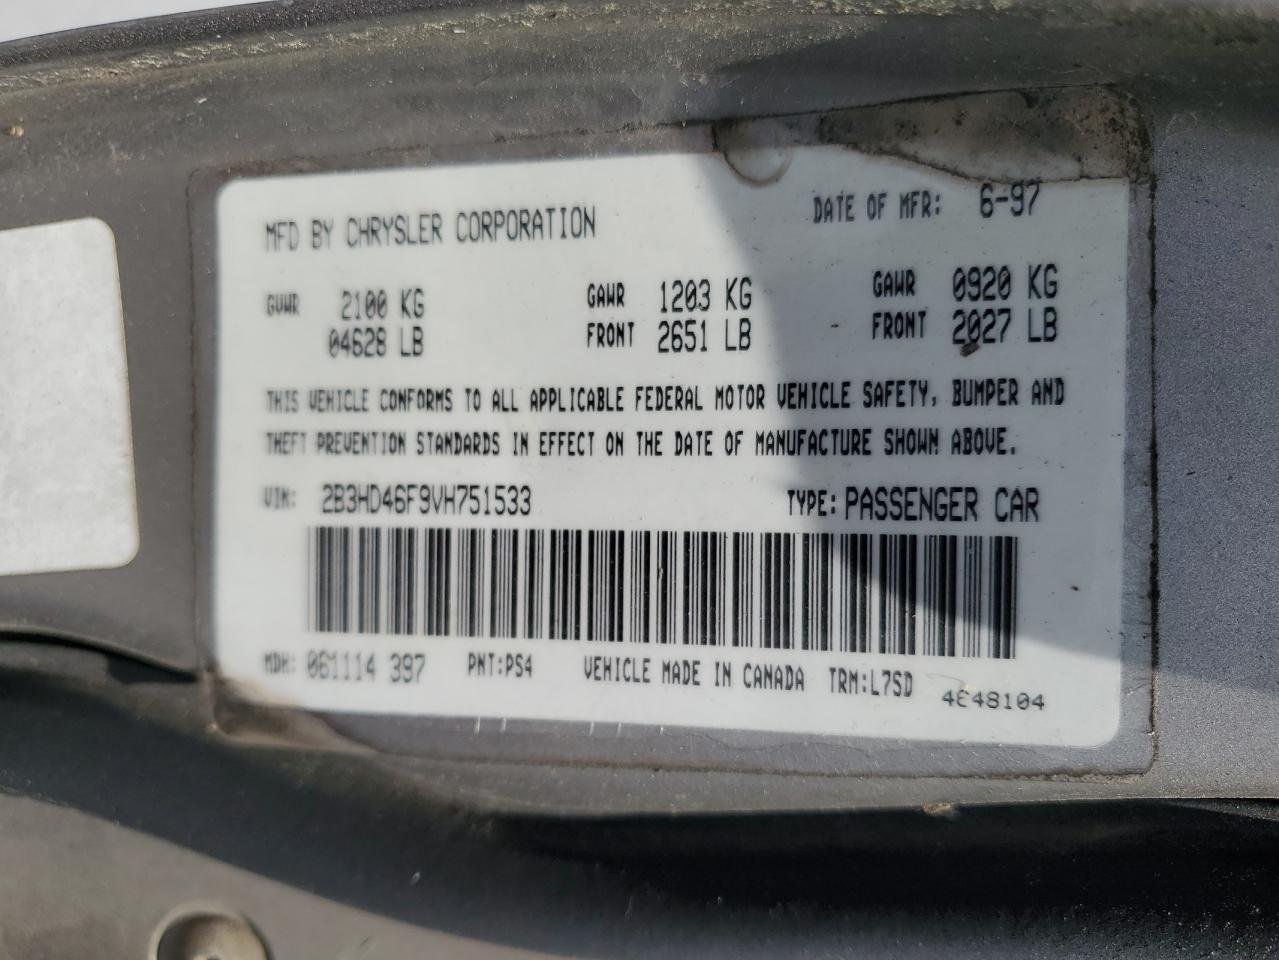 MFD BY CHRYSLER CORPORATION DATE OF MFR: 6-97
GVWR 2100 KG GAWR 1203 KG GAWR 0920 KG
04628 LB FRONT 2651 LB FRONT 2027 LB
THIS VEHICLE CONFORMS TO ALL APPLICABLE FEDERAL MOTOR VEHICLE SAFETY, BUMPER AND
THEFT PREVENTION STANDARDS IN EFFECT ON THE DATE OF MANUFACTURE SHOWN ABOVE.
VIN: 2B3HD46F9VH751533 TYPE: PASSENGER CAR
MDH: 061114 397 PNT:PS4 VEHICLE MADE IN CANADA TRM:L7SD 4648104